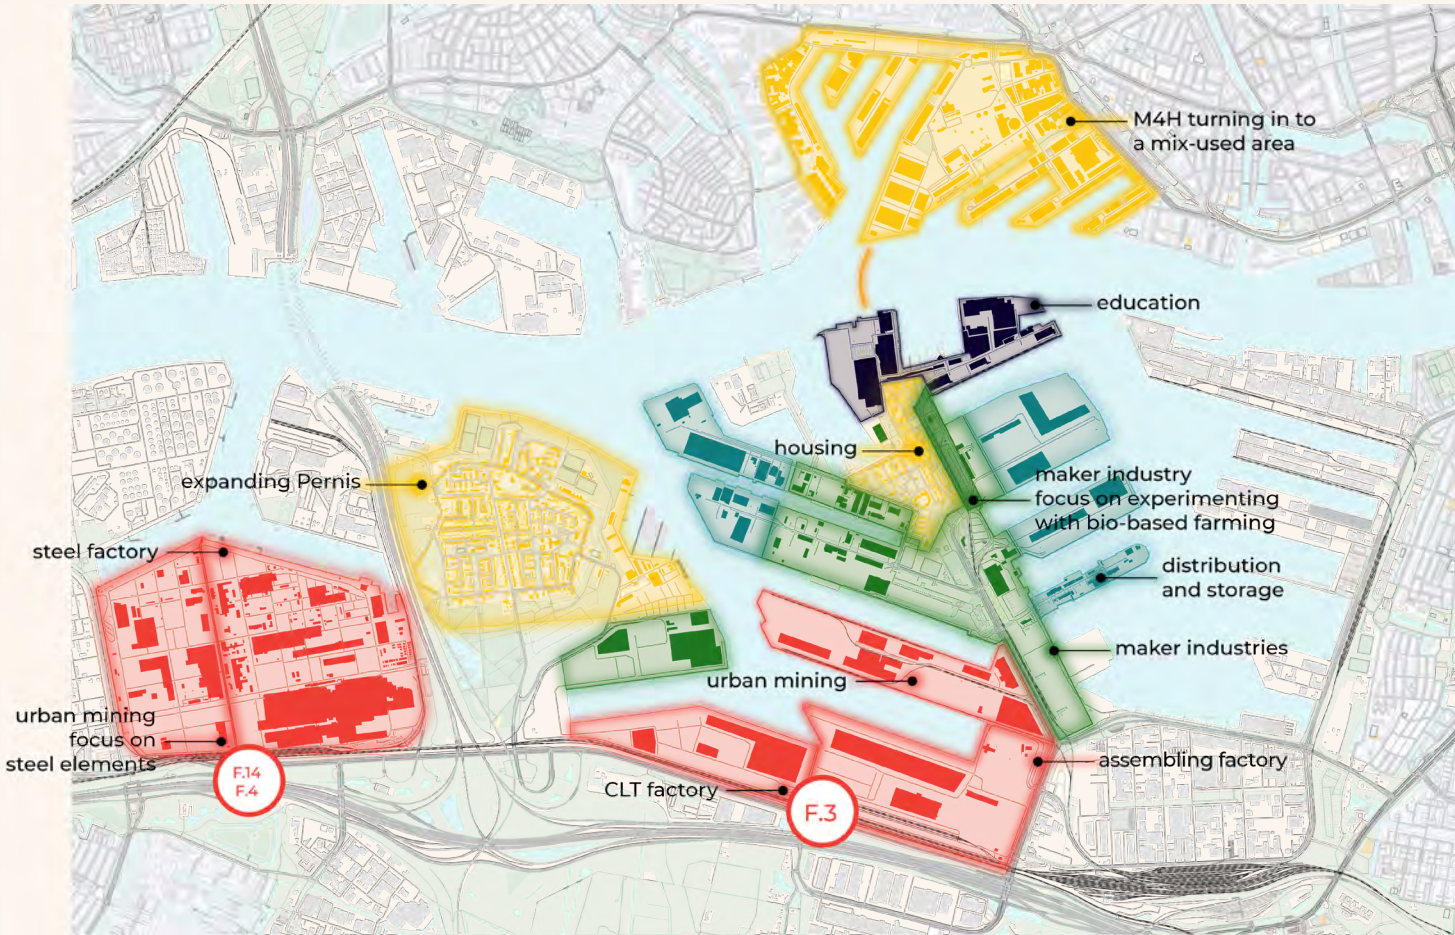 M4H turning in to
a mix-used area
education
housing
maker industry
focus on experimenting
with bio-based farming
expanding Pernis
steel factory
distribution
and storage
maker industries
urban mining
urban mining
focus on
steel elements
assembling factory
F.14
F.4
CLT factory
F.3